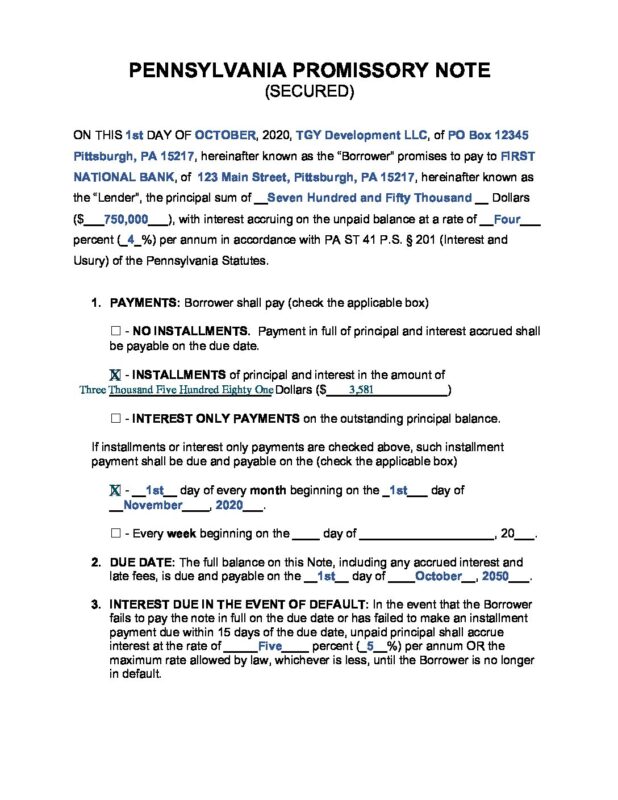 PENNSYLVANIA PROMISSORY NOTE
(SECURED)
ON THIS 1st DAY OF OCTOBER, 2020, TGY Development LLC, of PO Box 12345
Pittsburgh, PA 15217, hereinafter known as the "Borrower" promises to pay to FIRST
NATIONAL BANK, of 123 Main Street, Pittsburgh, PA 15217, hereinafter known as
the "Lender", the principal sum of __Seven Hundred and Fifty Thousand __ Dollars
($___750,000___), with interest accruing on the unpaid balance at a rate of __Four___
percent (_4_%) per annum in accordance with PA ST 41 P.S. § 201 (Interest and
Usury) of the Pennsylvania Statutes.
1. PAYMENTS: Borrower shall pay (check the applicable box)
☐ - NO INSTALLMENTS. Payment in full of principal and interest accrued shall
be payable on the due date.
☒ - INSTALLMENTS of principal and interest in the amount of
Three Thousand Five Hundred Eighty One Dollars ($____3,581______________)
☐ - INTEREST ONLY PAYMENTS on the outstanding principal balance.
If installments or interest only payments are checked above, such installment
payment shall be due and payable on the (check the applicable box)
☒ - __1st__ day of every month beginning on the _1st___ day of
__November____, 2020___.
☐ - Every week beginning on the ____ day of ____________________, 20___.
2. DUE DATE: The full balance on this Note, including any accrued interest and
late fees, is due and payable on the __1st__ day of ____October__, 2050___.
3. INTEREST DUE IN THE EVENT OF DEFAULT: In the event that the Borrower
fails to pay the note in full on the due date or has failed to make an installment
payment due within 15 days of the due date, unpaid principal shall accrue
interest at the rate of _____Five____ percent (_5__%) per annum OR the
maximum rate allowed by law, whichever is less, until the Borrower is no longer
in default.